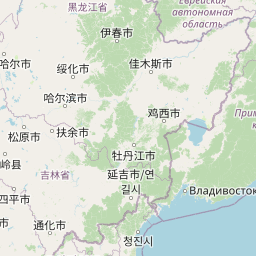 黑龙江省
Еврейская
автономная
область
伊春市
哈尔市
绥化市
佳木斯市
哈尔滨市
鸡西市
松原市
扶余市
岭县
牡丹江市
吉林省
延吉市/연
길시
Владивосток
四平市
通化市
청진시